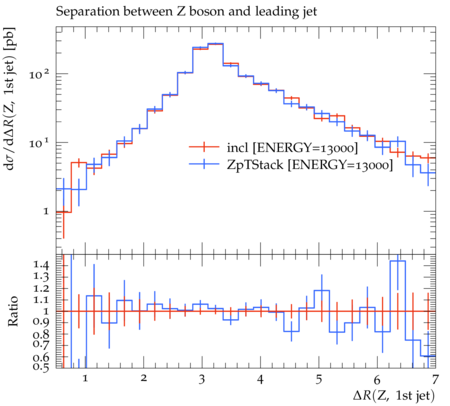 Separation between Z boson and leading jet
dσ/dΔR(Z, 1st jet) [pb]
10²
10¹
1
incl [ENERGY=13000]
ZpTStack [ENERGY=13000]
Ratio
1.4
1.3
1.2
1.1
1
0.9
0.8
0.7
0.6
0.5
1 2 3 4 5 6 7
ΔR(Z, 1st jet)